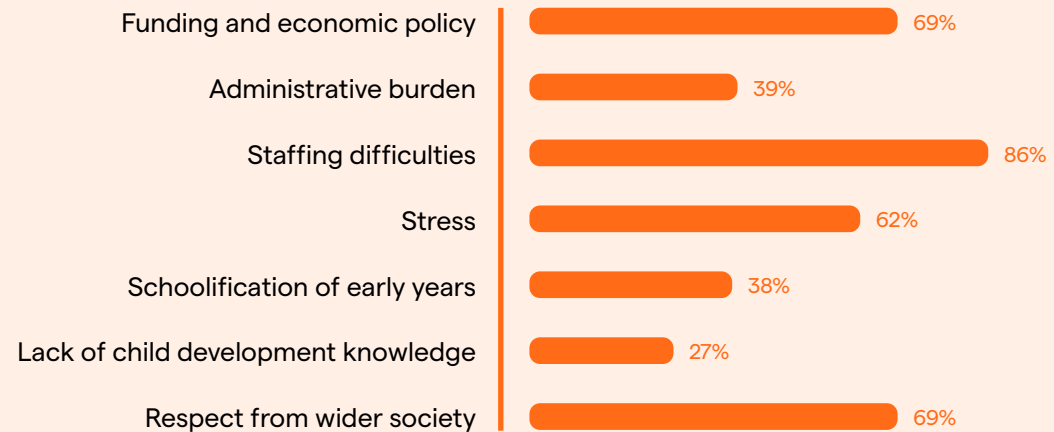 Funding and economic policy 69%
Administrative burden 39%
Staffing difficulties 86%
Stress 62%
Schoolification of early years 38%
Lack of child development knowledge 27%
Respect from wider society 69%